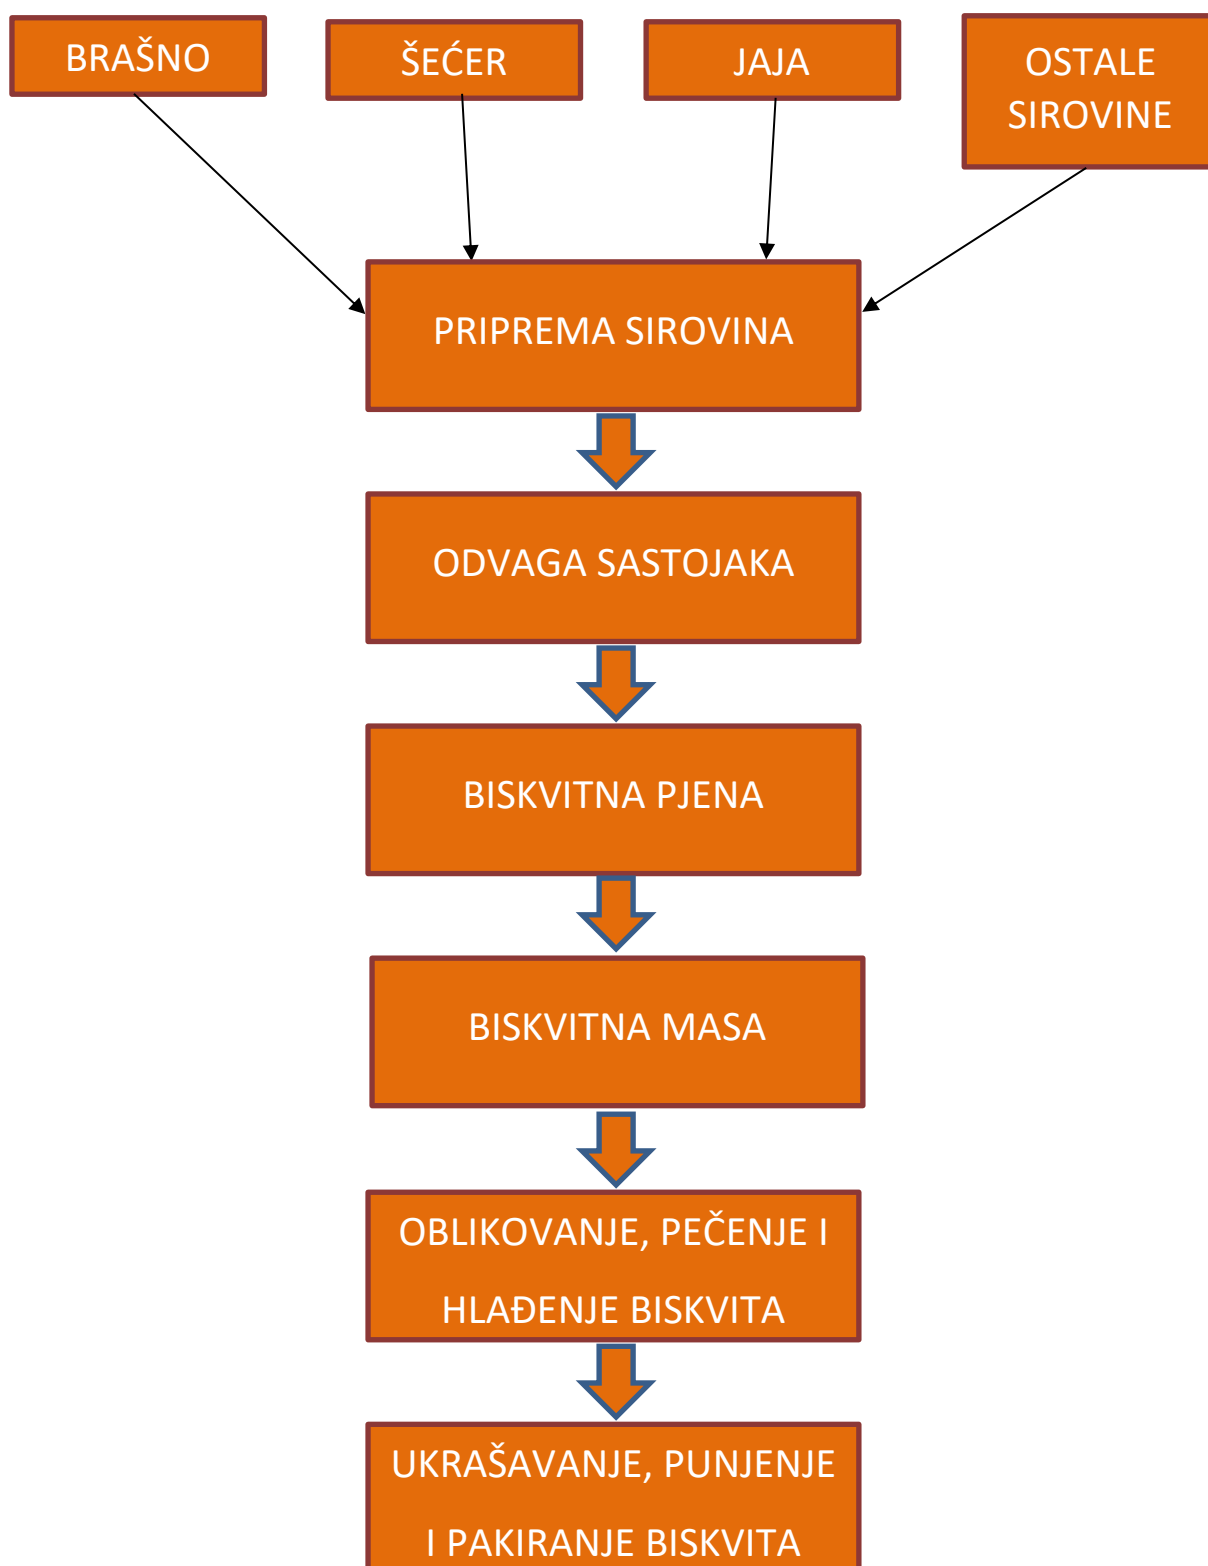 BRAŠNO
ŠEĆER
JAJA
OSTALE
SIROVINE
PRIPREMA SIROVINA
ODVAGA SASTOJAKA
BISKVITNA PJENA
BISKVITNA MASA
OBLIKOVANJE, PEČENJE I
HLAĐENJE BISKVITA
UKRAŠAVANJE, PUNJENJE
I PAKIRANJE BISKVITA